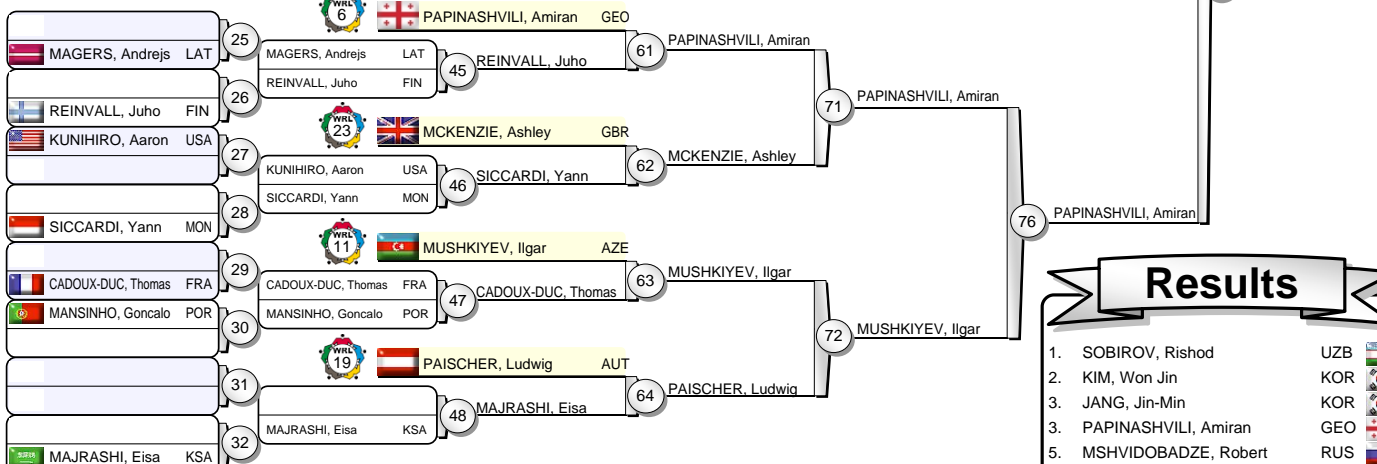 WRL
6
PAPINASHVILI, Amiran GEO
25
MAGERS, Andrejs LAT
MAGERS, Andrejs LAT
REINVALL, Juho FIN
45
REINVALL, Juho
61
PAPINASHVILI, Amiran
26
REINVALL, Juho FIN
WRL
23
MCKENZIE, Ashley GBR
71
PAPINASHVILI, Amiran
KUNIHIRO, Aaron USA
27
KUNIHIRO, Aaron USA
SICCARDI, Yann MON
46
SICCARDI, Yann
62
MCKENZIE, Ashley
28
SICCARDI, Yann MON
WRL
11
MUSHKIYEV, Ilgar AZE
76
PAPINASHVILI, Amiran
29
CADOUX-DUC, Thomas FRA
CADOUX-DUC, Thomas FRA
MANSINHO, Goncalo POR
47
CADOUX-DUC, Thomas
63
MUSHKIYEV, Ilgar
MANSINHO, Goncalo POR
30
WRL
19
PAISCHER, Ludwig AUT
72
MUSHKIYEV, Ilgar
31
MAJRASHI, Eisa KSA
48
MAJRASHI, Eisa
64
PAISCHER, Ludwig
32
MAJRASHI, Eisa KSA
Results
1. SOBIROV, Rishod UZB
2. KIM, Won Jin KOR
3. JANG, Jin-Min KOR
3. PAPINASHVILI, Amiran GEO
5. MSHVIDOBADZE, Robert RUS